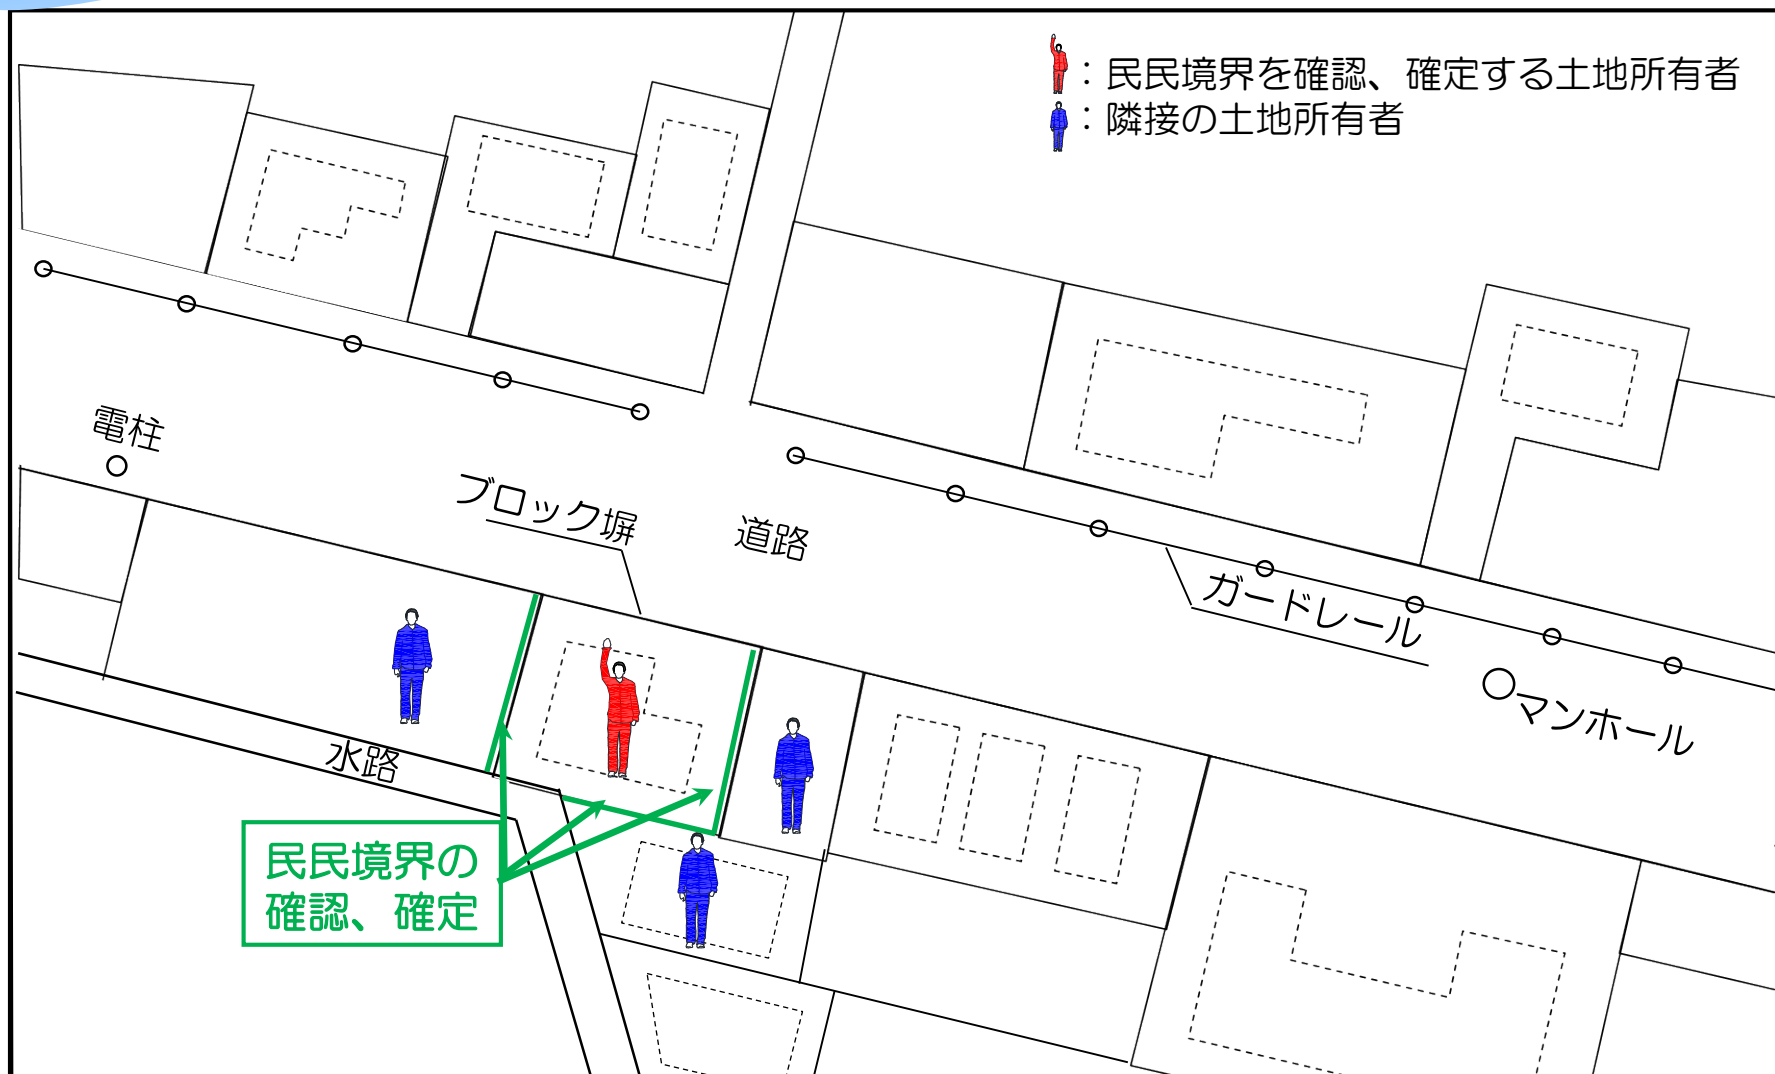 ：民民境界を確認、確定する土地所有者
：隣接の土地所有者
電柱
ブロック塀
道路
ガードレール
マンホール
水路
民民境界の
確認、確定